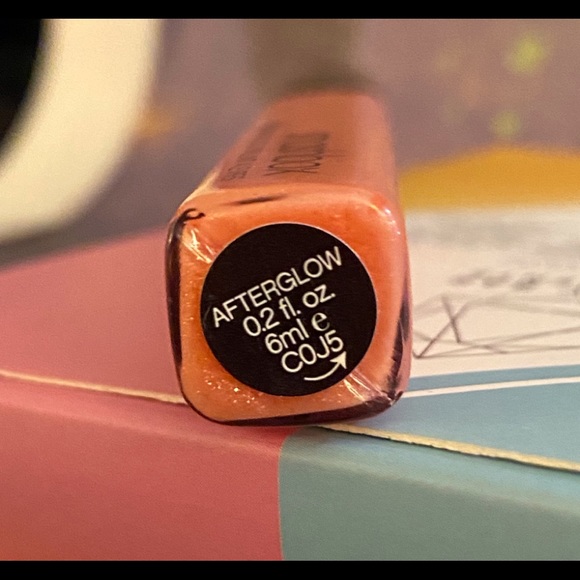 AFTERGLOW
0.2 fl. oz.
6ml e
C0J5